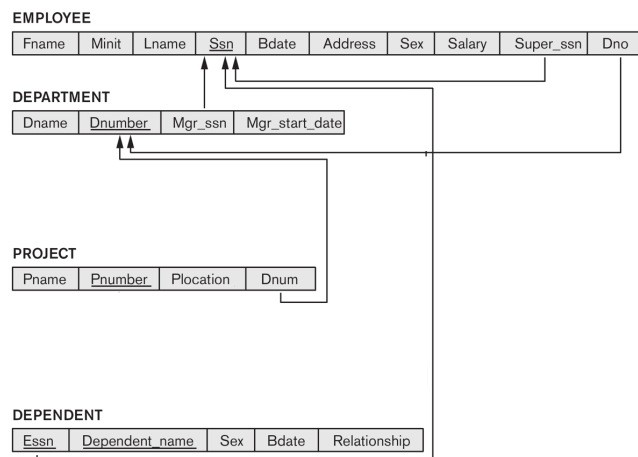 EMPLOYEE
Fname Minit Lname Ssn Bdate Address Sex Salary Super_ssn Dno
DEPARTMENT
Dname Dnumber Mgr_ssn Mgr_start_date
PROJECT
Pname Pnumber Plocation Dnum
DEPENDENT
Essn Dependent_name Sex Bdate Relationship